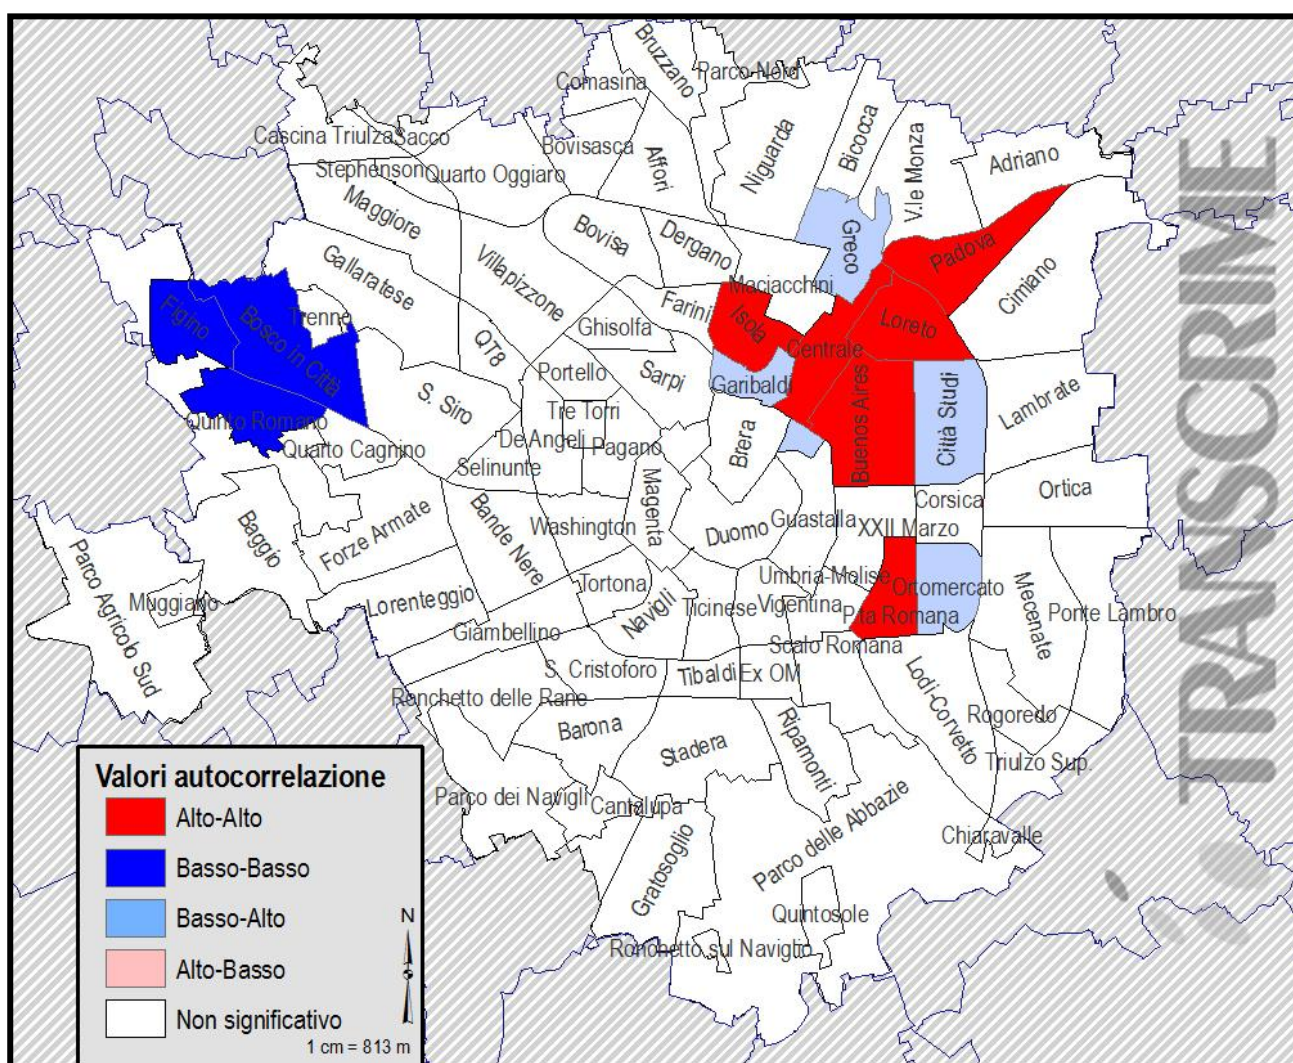 Bruzzano
Parco Nord
Comasina
Cascina Triulza
Sacco
Bovisasca
Affori
Niguarda
Bicocca
V.le Monza
Adriano
Stephenson
Quarto Oggiaro
Maggiore
Bovisa
Dergano
Greco
Padova
Cimiano
Gallaratese
Villapizzone
Maciacchini
Farini
Isola
Loreto
Figino
Bosco in Città
Trenno
QT8
Ghisolfa
Centrale
Portello
Sarpi
Garibaldi
Buenos Aires
Città Studi
Lambrate
S. Siro
Tre Torri
Quinto Romano
Quarto Cagnino
De Angeli
Pagano
Brera
Selinunte
Magenta
Ortica
Corsica
Baggio
Forze Armate
Bande Nere
Washington
Duomo
Guastalla
XXII Marzo
Parco Agricolo Sud
Muggiano
Lorenteggio
Tortona
Navigli
Ticinese
Umbria-Molise
Vigentina
P.ta Romana
Ortomercato
Mecenate
Ponte Lambro
Giambellino
Scalo Romana
S. Cristoforo
Tibaldi
Ex OM
Lodi-Corvetto
Ronchetto delle Rane
Barona
Stadera
Ripamonti
Rogoredo
Triulzo Sup.
Parco dei Navigli
Cantalupa
Gratosoglio
Parco delle Abbazie
Chiaravalle
Quintosole
Ronchetto sul Naviglio
Valori autocorrelazione
Alto-Alto
Basso-Basso
Basso-Alto
Alto-Basso
Non significativo
N
1 cm = 813 m
TRANSCRIME